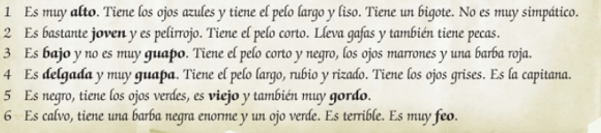 1 Es muy alto. Tiene los ojos azules y tiene el pelo largo y liso. Tiene un bigote. No es muy simpático.
2 Es bastante joven y es pelirrojo. Tiene el pelo corto. Lleva gafas y también tiene pecas.
3 Es bajo y no es muy guapo. Tiene el pelo corto y negro, los ojos marrones y una barba roja.
4 Es delgada y muy guapa. Tiene el pelo largo, rubio y rizado. Tiene los ojos grises. Es la capitana.
5 Es negro, tiene los ojos verdes, es viejo y también muy gordo.
6 Es calvo, tiene una barba negra enorme y un ojo verde. Es terrible. Es muy feo.